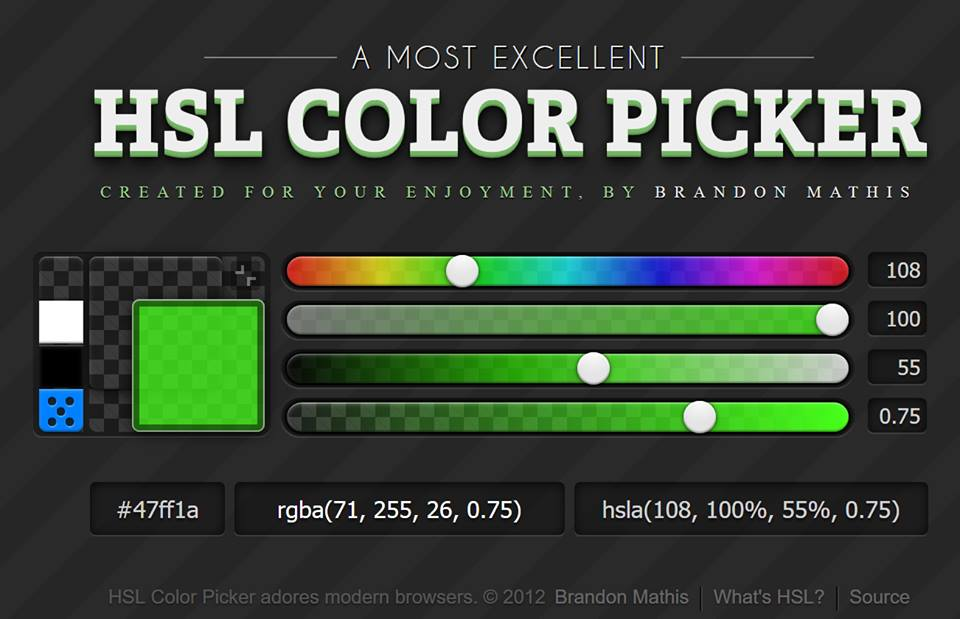 A MOST EXCELLENT
HSL COLOR PICKER
CREATED FOR YOUR ENJOYMENT, BY BRANDON MATHIS
108
100
55
0.75
#47ff1a
rgba(71, 255, 26, 0.75)
hsla(108, 100%, 55%, 0.75)
HSL Color Picker adores modern browsers. © 2012 Brandon Mathis | What's HSL? | Source